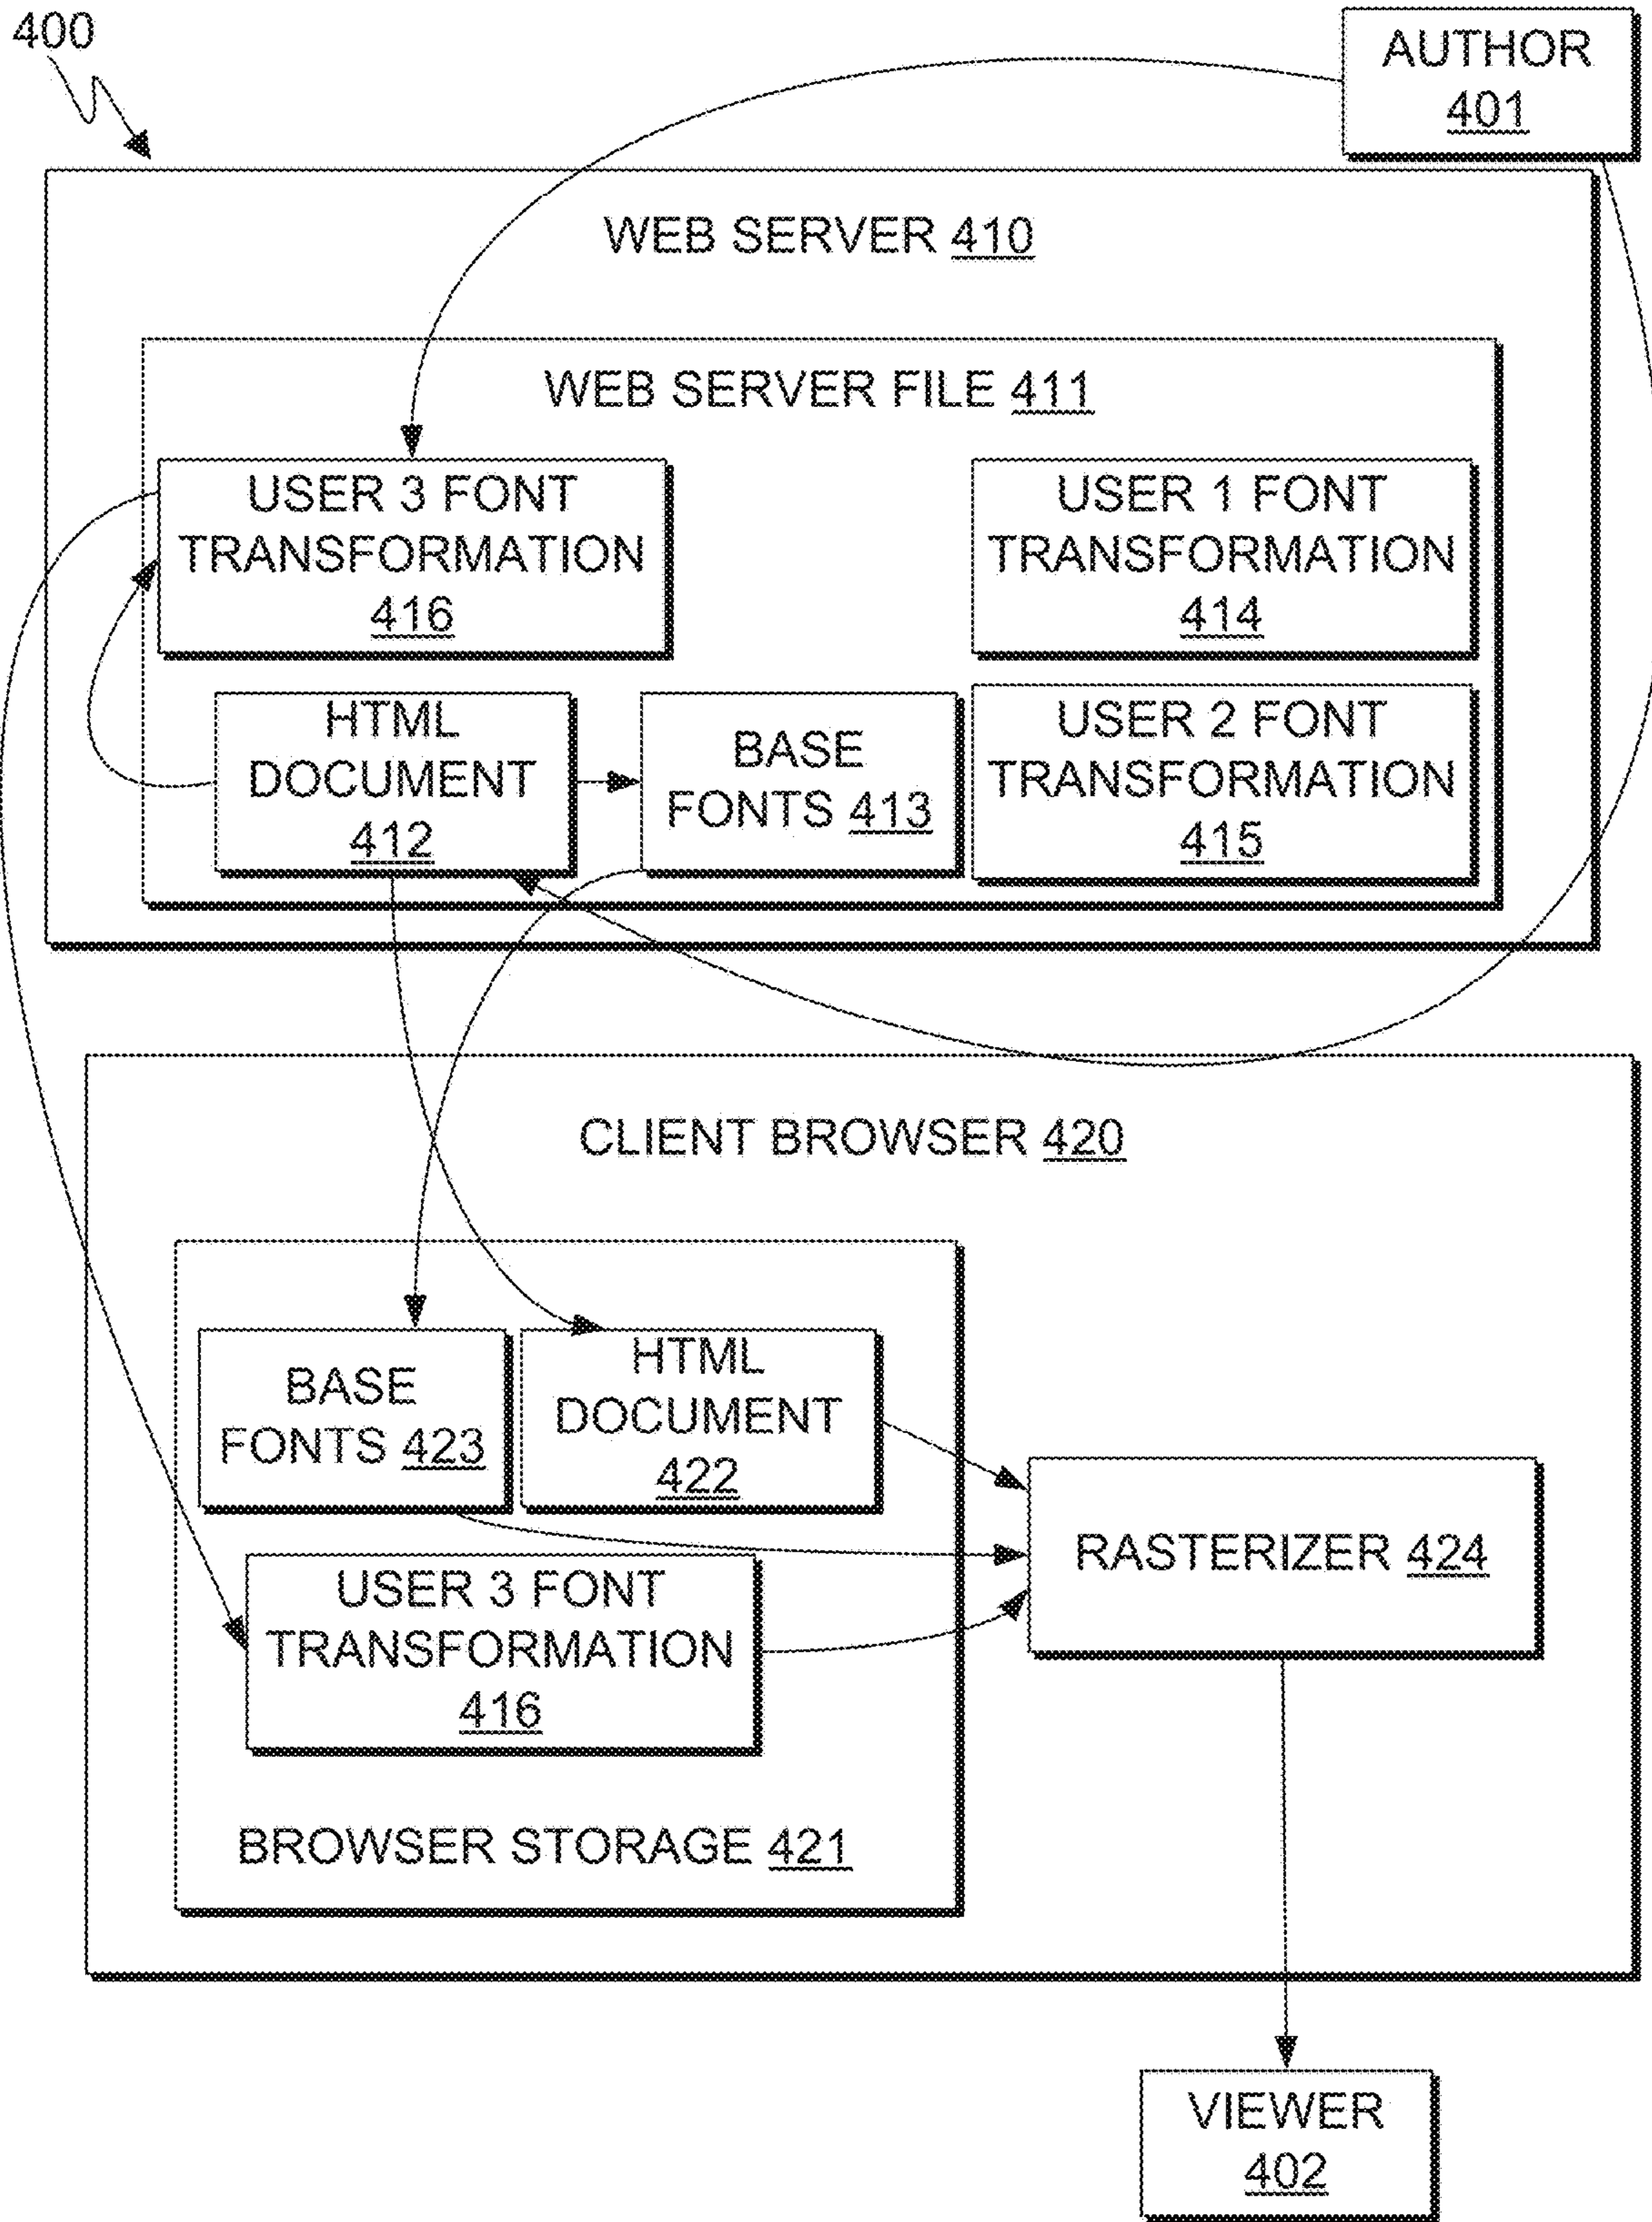 400
AUTHOR
401
WEB SERVER 410
WEB SERVER FILE 411
USER 3 FONT
TRANSFORMATION
416
USER 1 FONT
TRANSFORMATION
414
HTML
DOCUMENT
412
BASE
FONTS 413
USER 2 FONT
TRANSFORMATION
415
CLIENT BROWSER 420
BASE
FONTS 423
HTML
DOCUMENT
422
RASTERIZER 424
USER 3 FONT
TRANSFORMATION
416
BROWSER STORAGE 421
VIEWER
402